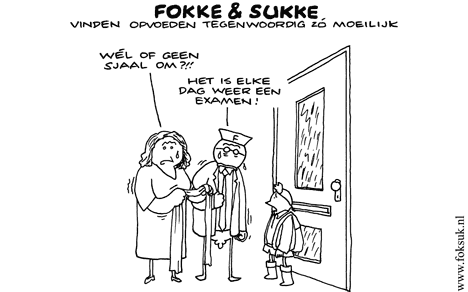 FOKKE & SUKKE
VINDEN OPVOEDEN TEGENWOORDIG ZÓ MOEILIJK
WÉL OF GEEN
SJAAL OM?!!
HET IS ELKE
DAG WEER EEN
EXAMEN!
F
www.foksuk.nl